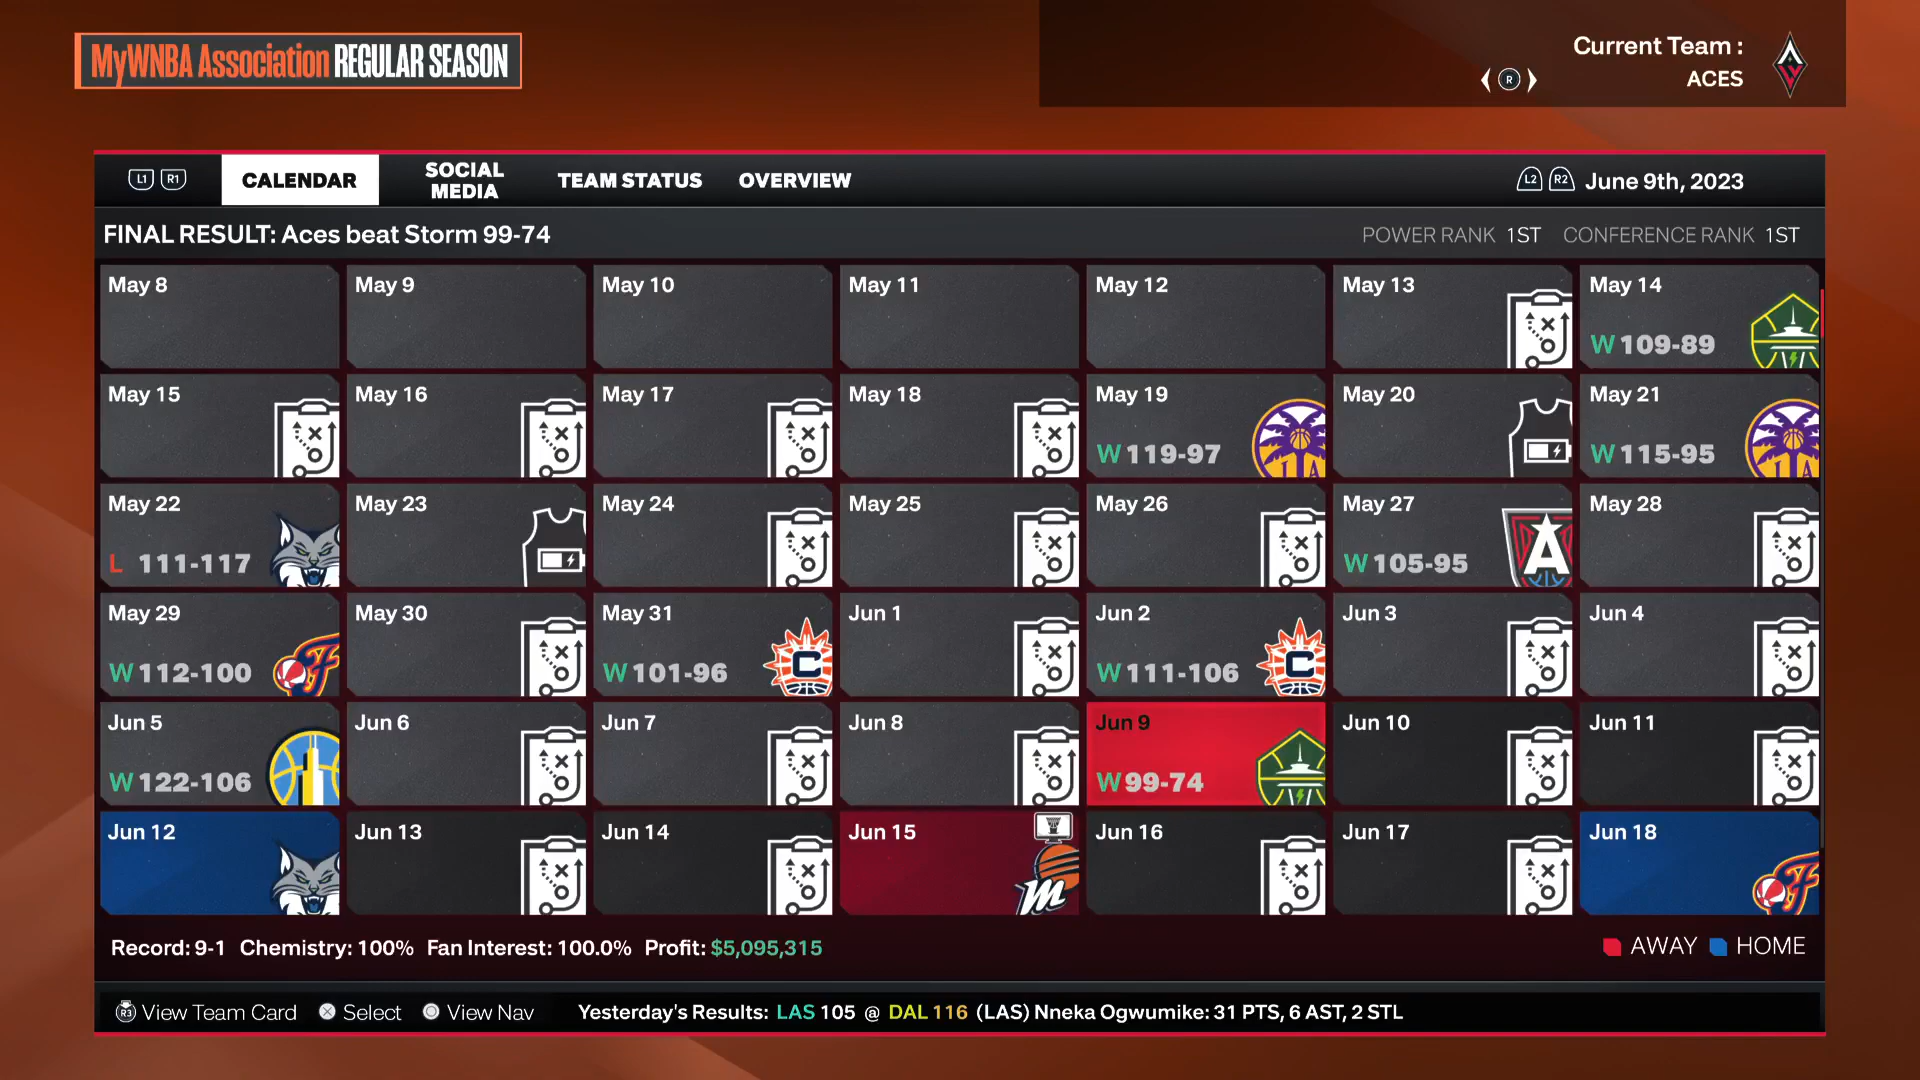 MyWNBA Association REGULAR SEASON
Current Team :
R
ACES
L1 R1
CALENDAR
SOCIAL
MEDIA
TEAM STATUS
OVERVIEW
L2 R2 June 9th, 2023
FINAL RESULT: Aces beat Storm 99-74
POWER RANK 1ST CONFERENCE RANK 1ST
May 8
May 9
May 10
May 11
May 12
May 13
May 14
W 109-89
May 15
May 16
May 17
May 18
May 19
W 119-97
LA
May 20
May 21
W 115-95
LA
May 22
L 111-117
May 23
May 24
May 25
May 26
May 27
W 105-95
A
May 28
May 29
W 112-100
F
May 30
May 31
W 101-96
C
Jun 1
Jun 2
W 111-106
C
Jun 3
Jun 4
Jun 5
W 122-106
Jun 6
Jun 7
Jun 8
Jun 9
W 99-74
Jun 10
Jun 11
Jun 12
Jun 13
Jun 14
Jun 15
M
Jun 16
Jun 17
Jun 18
F
Record: 9-1 Chemistry: 100% Fan Interest: 100.0% Profit: $5,095,315
AWAY HOME
R3 View Team Card Select View Nav
Yesterday's Results: LAS 105 @ DAL 116 (LAS) Nneka Ogwumike: 31 PTS, 6 AST, 2 STL